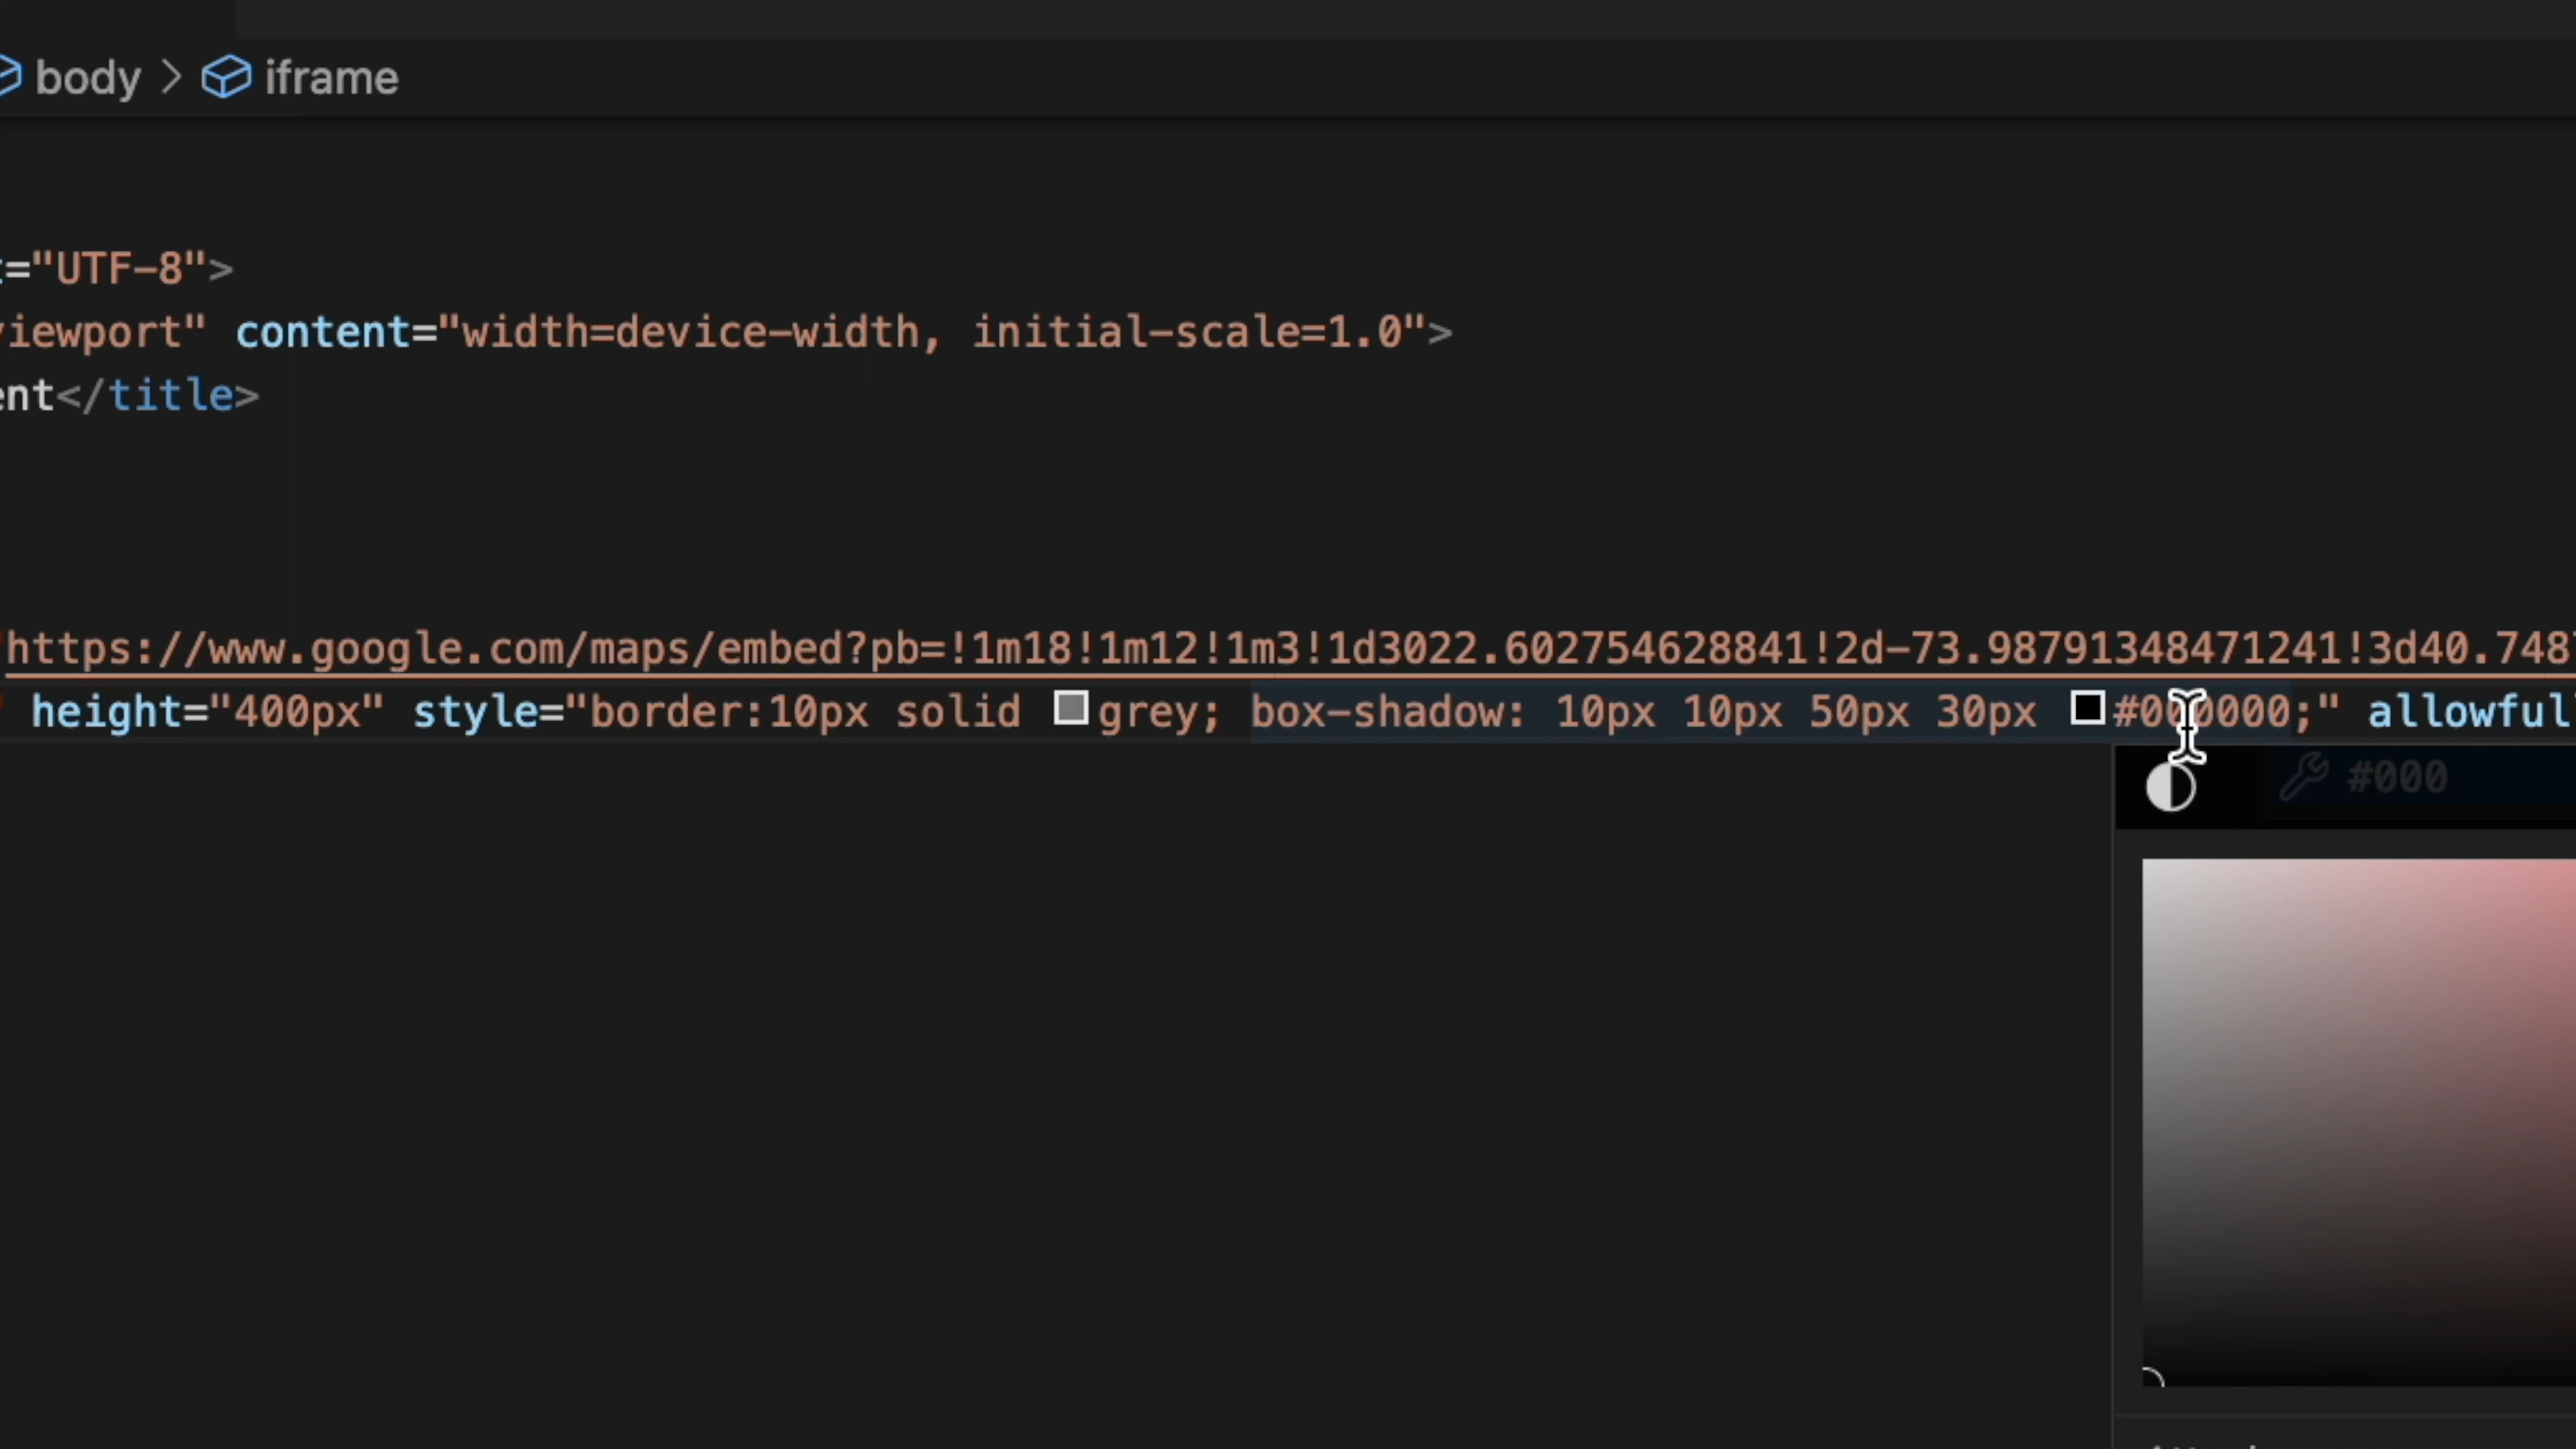 body > iframe
="UTF-8">
viewport" content="width=device-width, initial-scale=1.0">
ent</title>
https://www.google.com/maps/embed?pb=!1m18!1m12!1m3!1d3022.602754628841!2d-73.98791348471241!3d40.748
" height="400px" style="border:10px solid grey; box-shadow: 10px 10px 50px 30px #000000;" allowful
#000